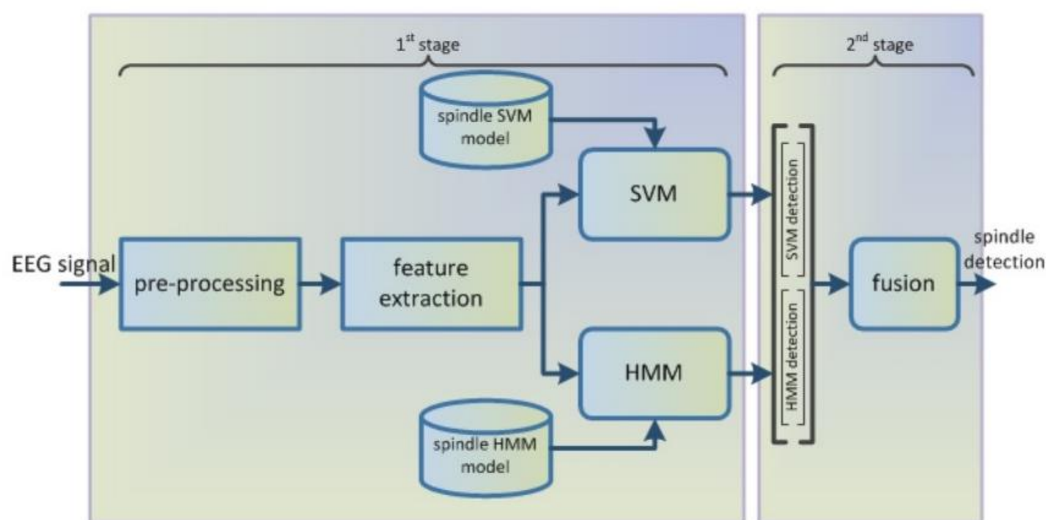 1st stage
2nd stage
spindle SVM
model
SVM
SVM detection
EEG signal
pre-processing
feature
extraction
fusion
spindle
detection
HMM
HMM detection
spindle HMM
model